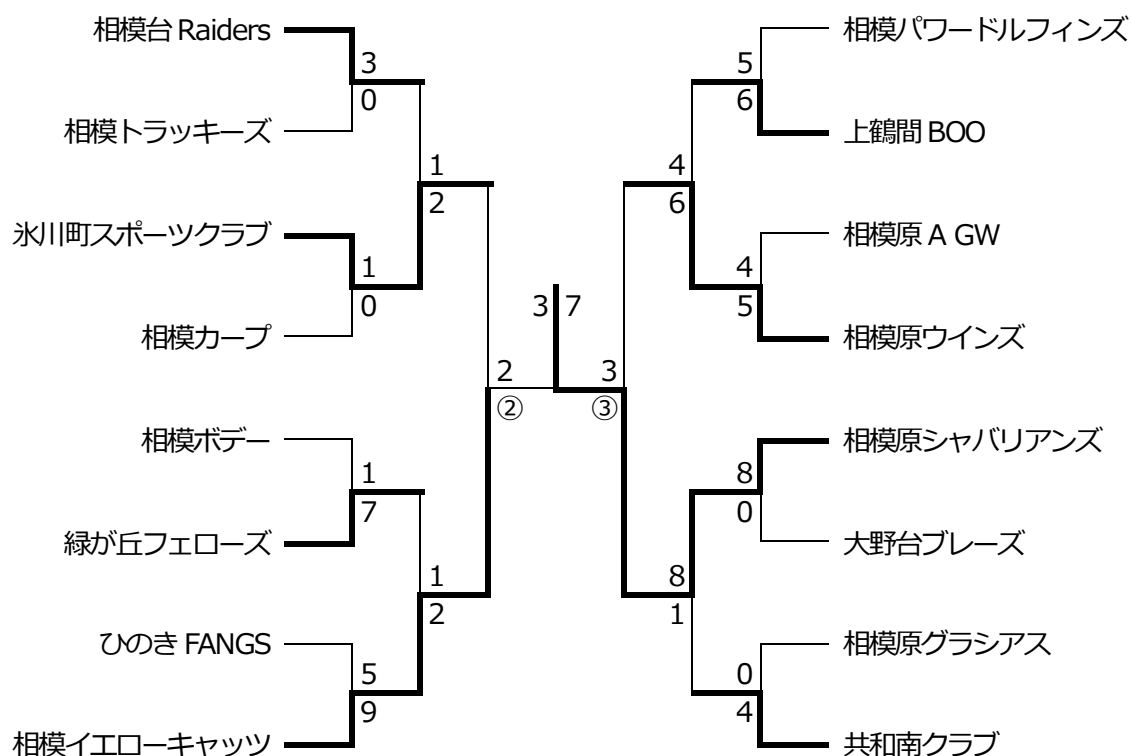 相模台 Raiders
3
0
相模トラッキーズ
1
2
氷川町スポーツクラブ
1
0
相模カープ
2
②
相模ボデー
1
7
緑が丘フェローズ
1
2
ひのき FANGS
5
9
相模イエローキャッツ
3 7
相模パワードルフィンズ
5
6
上鶴間 BOO
4
6
相模原 A GW
4
5
相模原ウインズ
3
③
相模原シャバリアンズ
8
0
大野台ブレーズ
8
1
相模原グラシアス
0
4
共和南クラブ